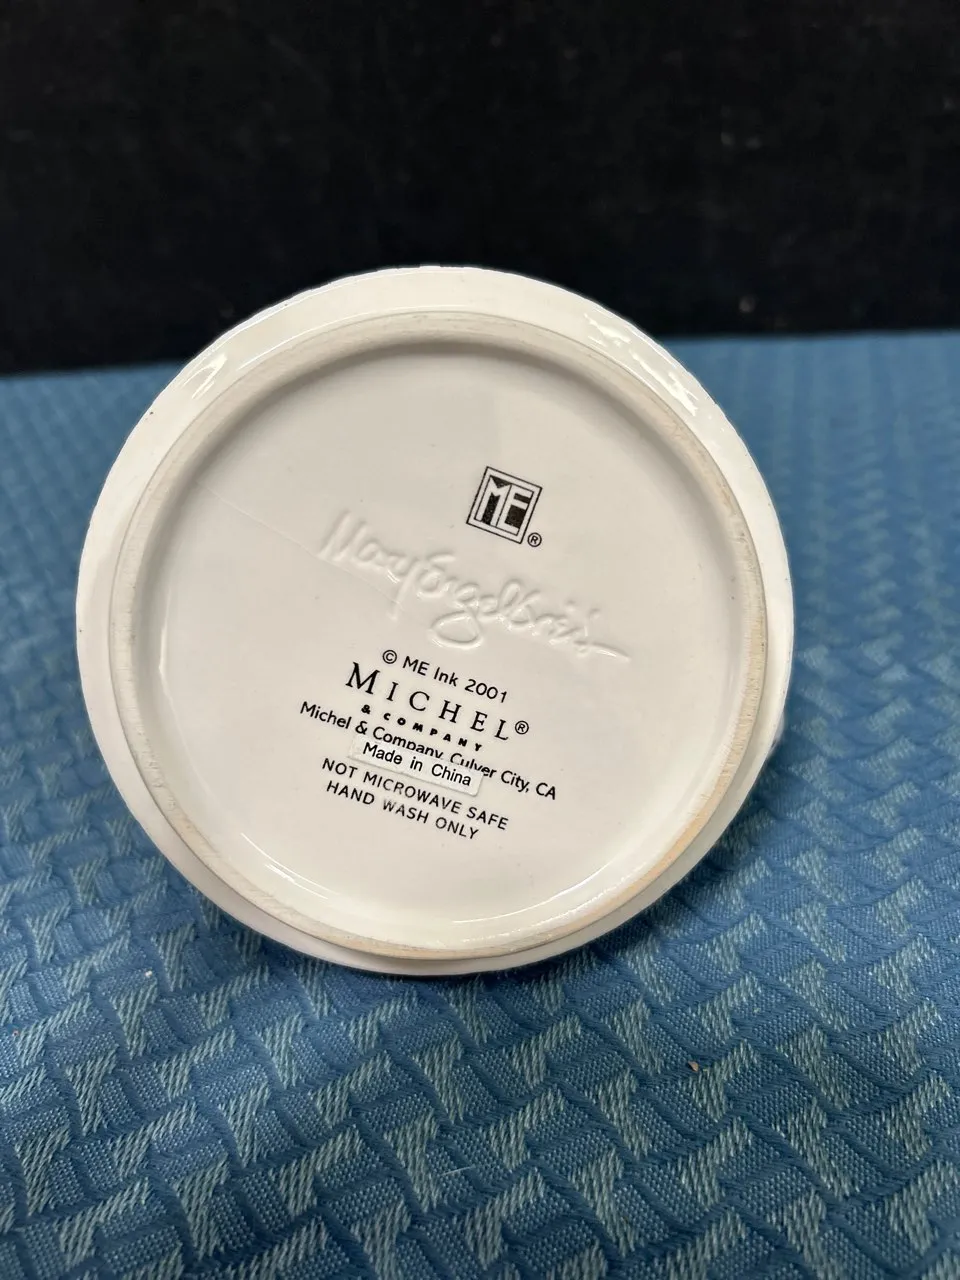 ME®
Mary Engelbreit
© ME Ink 2001
MICHEL®
& COMPANY
Michel & Company, Culver City, CA
Made in China
NOT MICROWAVE SAFE
HAND WASH ONLY